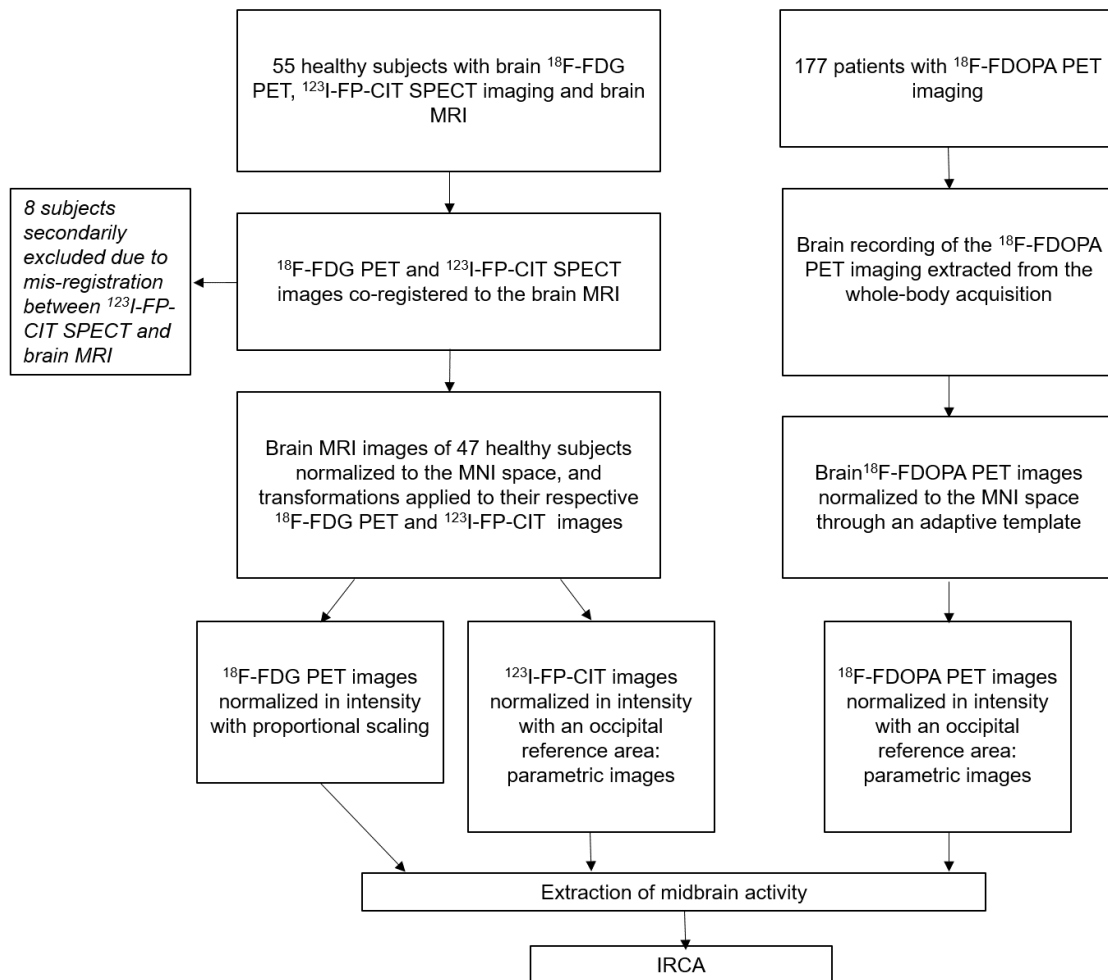 55 healthy subjects with brain ¹⁸F-FDG
PET, ¹²³I-FP-CIT SPECT imaging and brain
MRI
177 patients with ¹⁸F-FDOPA PET
imaging
8 subjects
secondarily
excluded due to
mis-registration
between ¹²³I-FP-
CIT SPECT and
brain MRI
¹⁸F-FDG PET and ¹²³I-FP-CIT SPECT
images co-registered to the brain MRI
Brain recording of the ¹⁸F-FDOPA
PET imaging extracted from the
whole-body acquisition
Brain MRI images of 47 healthy subjects
normalized to the MNI space, and
transformations applied to their respective
¹⁸F-FDG PET and ¹²³I-FP-CIT images
Brain¹⁸F-FDOPA PET images
normalized to the MNI space
through an adaptive template
¹⁸F-FDG PET images
normalized in intensity
with proportional scaling
¹²³I-FP-CIT images
normalized in intensity
with an occipital
reference area:
parametric images
¹⁸F-FDOPA PET images
normalized in intensity
with an occipital
reference area:
parametric images
Extraction of midbrain activity
IRCA